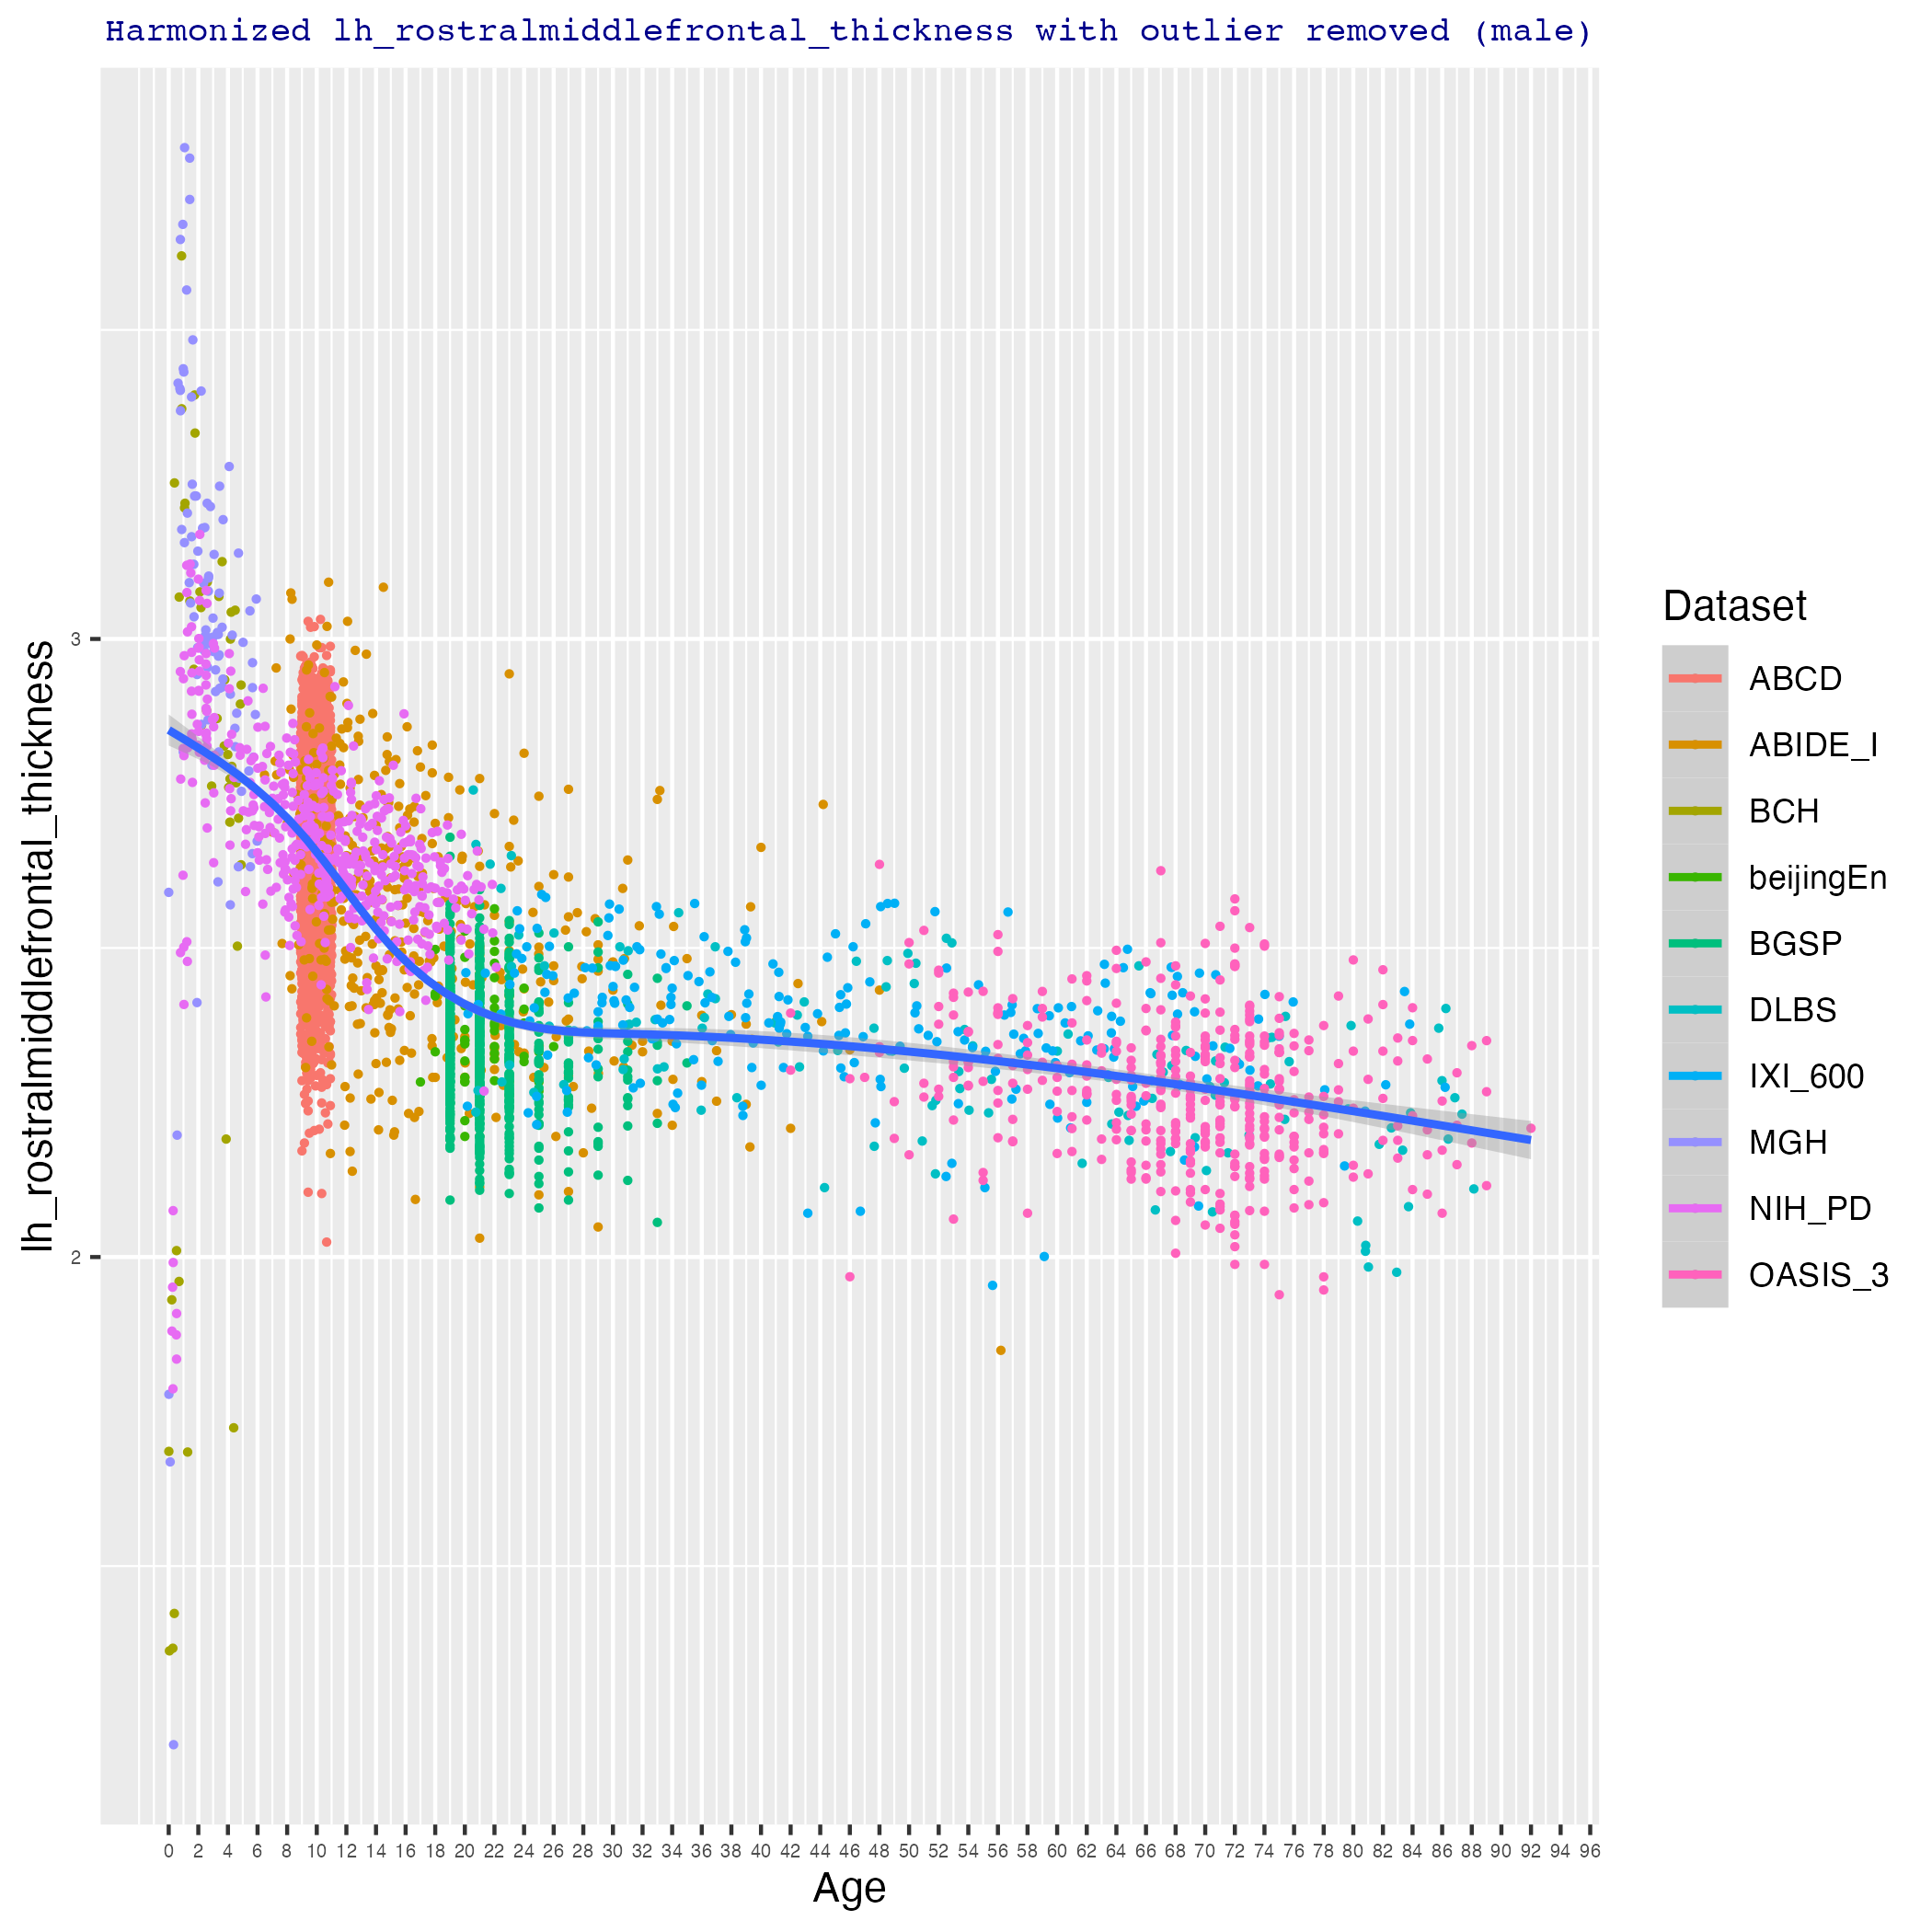 Harmonized lh_rostralmiddlefrontal_thickness with outlier removed (male)
lh_rostralmiddlefrontal_thickness
3
2
0 2 4 6 8 10 12 14 16 18 20 22 24 26 28 30 32 34 36 38 40 42 44 46 48 50 52 54 56 58 60 62 64 66 68 70 72 74 76 78 80 82 84 86 88 90 92 94 96
Age
Dataset
ABCD
ABIDE_I
BCH
beijingEn
BGSP
DLBS
IXI_600
MGH
NIH_PD
OASIS_3